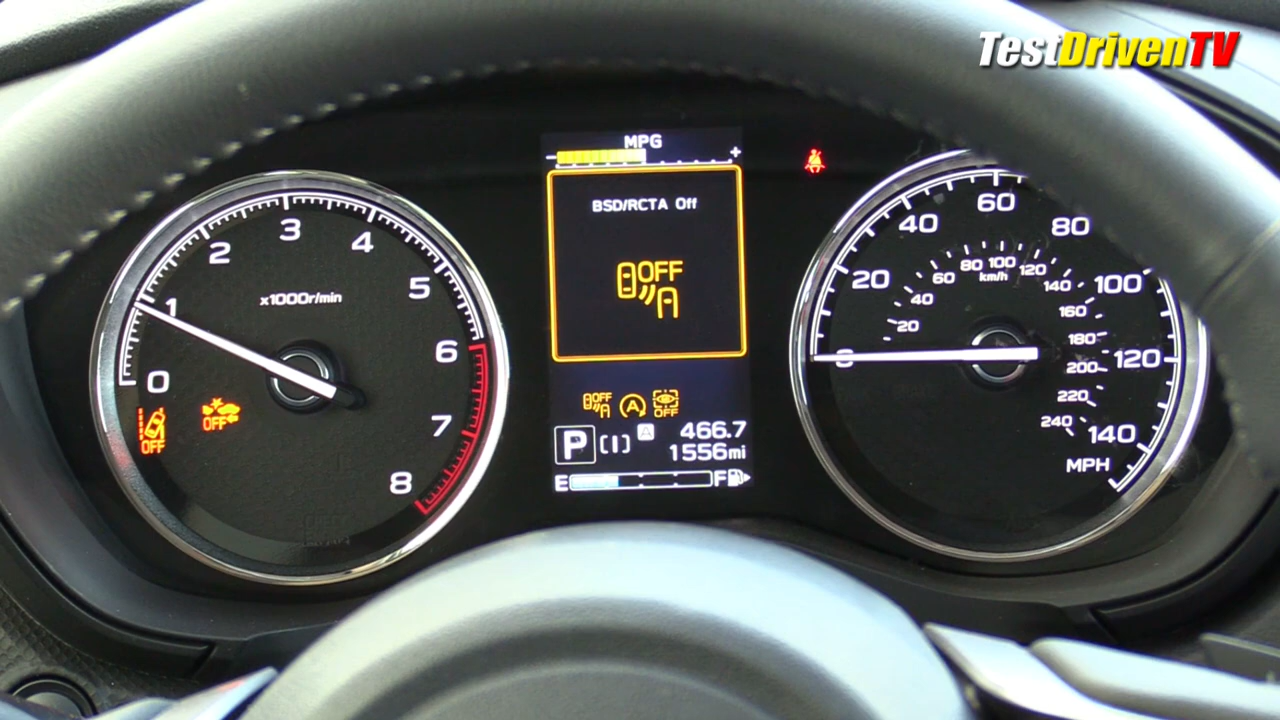 TestDrivenTV
MPG
- +
BSD/RCTA Off
OFF
A
OFF A OFF
P [I] A 466.7
1556mi
E F
0 1 2 3 4 5 6 7 8
x1000r/min
OFF OFF
0 20 40 60 80 100 120 140
MPH
20 40 60 80 100 120 140 160 180 200 220 240
km/h